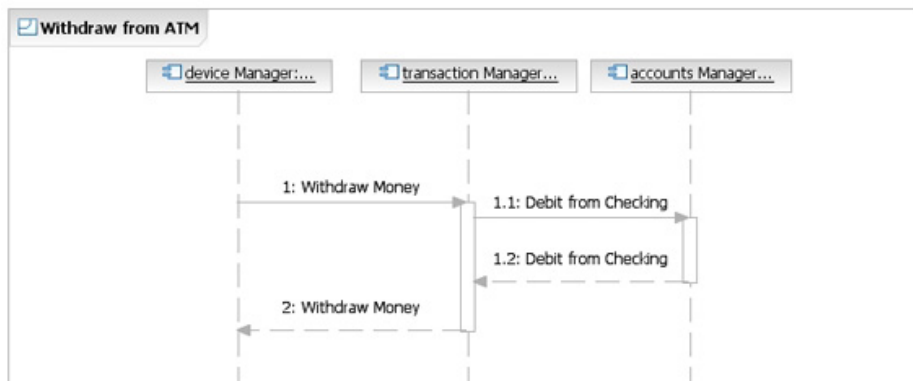 Withdraw from ATM
device Manager:...
transaction Manager...
accounts Manager...
1: Withdraw Money
1.1: Debit from Checking
1.2: Debit from Checking
2: Withdraw Money